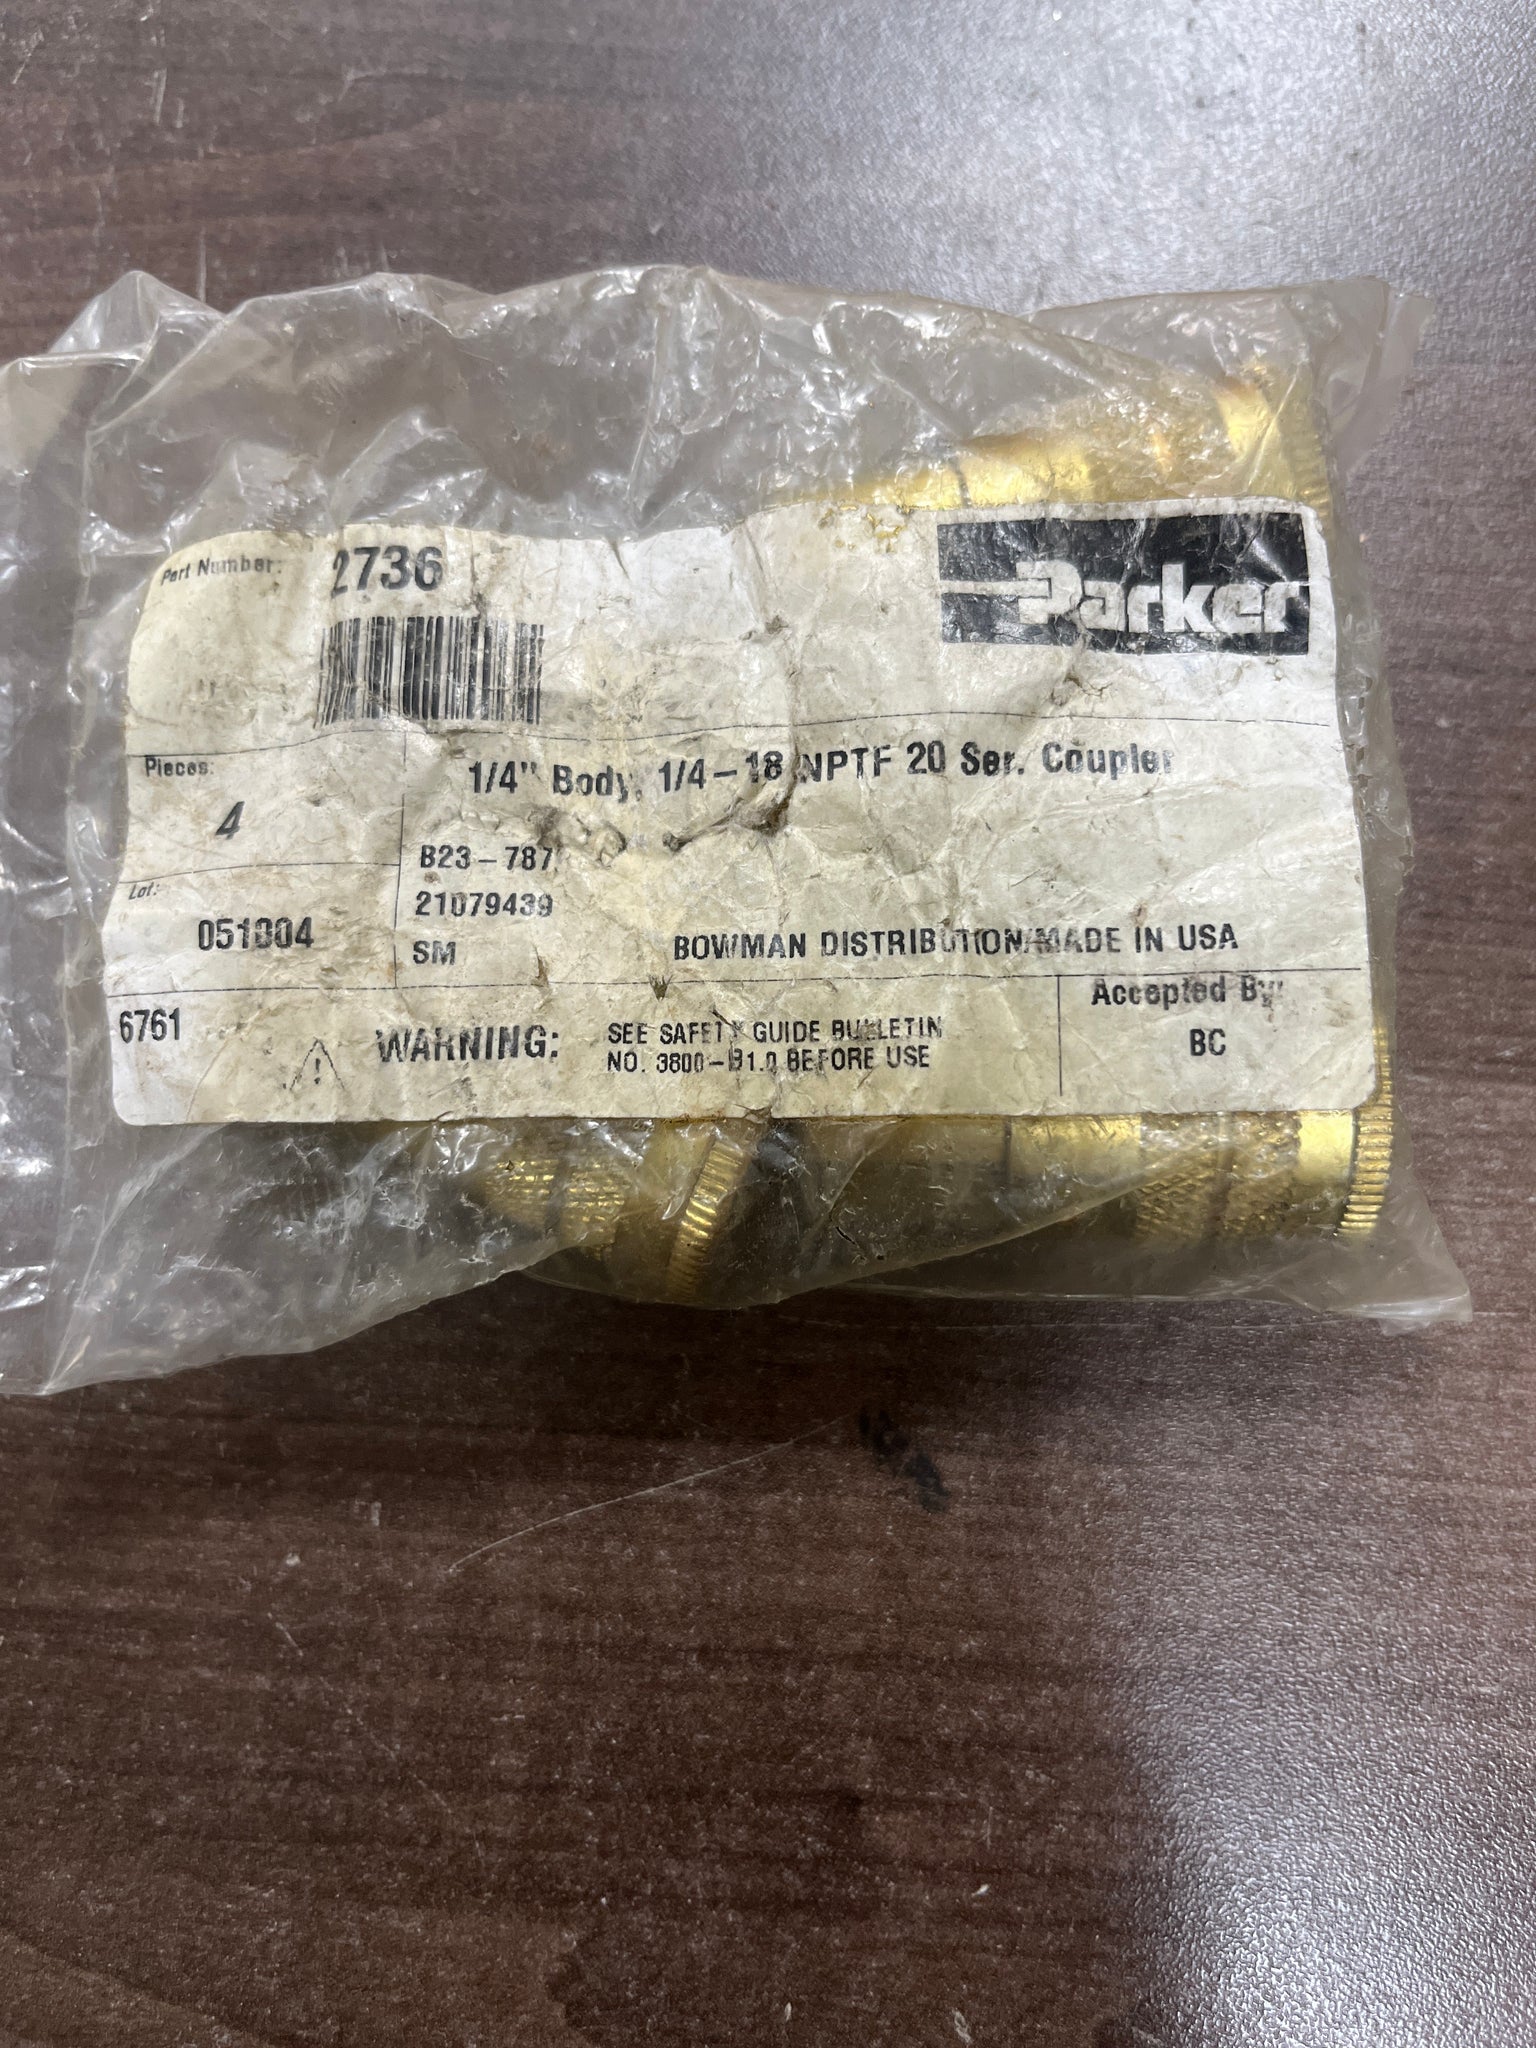 Part Number: 2736
Parker
Pieces:
4
1/4" Body, 1/4-18 NPTF 20 Ser. Coupler
B23-787
21079439
Lot:
051004
SM
BOWMAN DISTRIBUTION/MADE IN USA
6761
! WARNING:
SEE SAFETY GUIDE BULLETIN
NO. 3800-B1.0 BEFORE USE
Accepted By:
BC